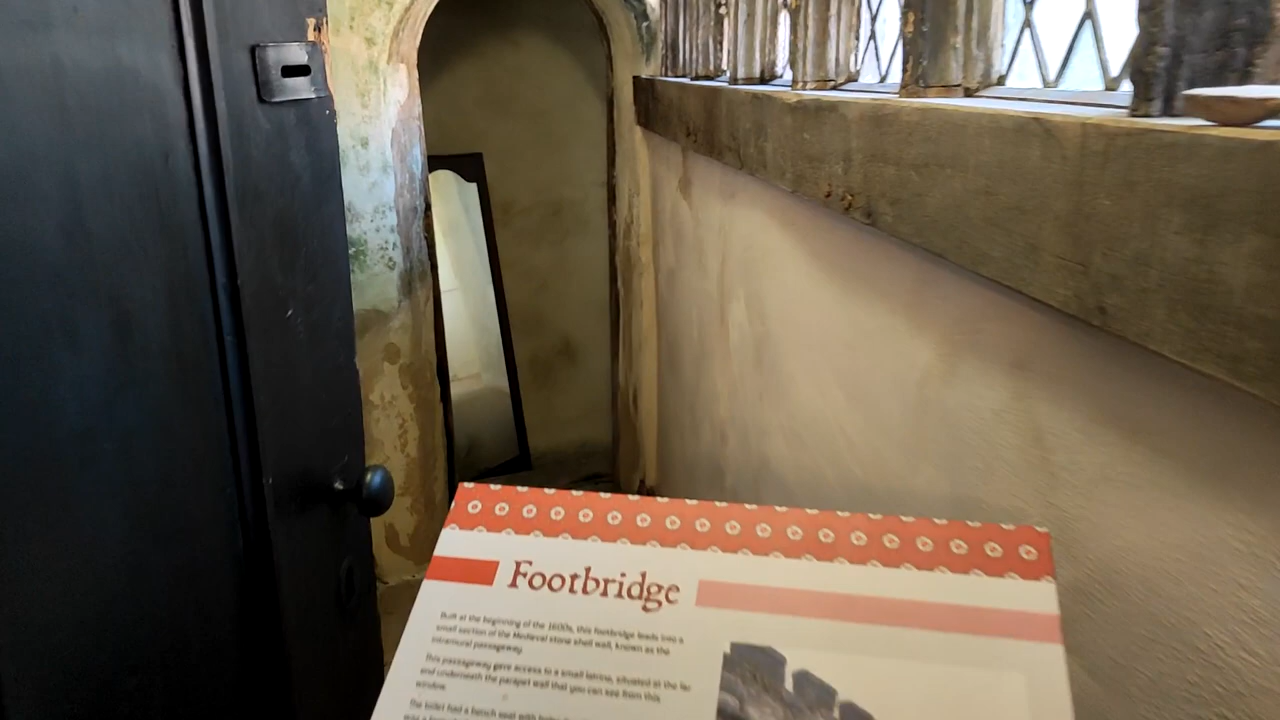 Footbridge
Built at the beginning of the 1600s, this footbridge leads into a
small section of the Medieval stone shell wall, known as the
intramural passageway.
This passageway gave access to a small latrine, situated at the far
end underneath the parapet wall that you can see from this
window.
The toilet had a bench seat with